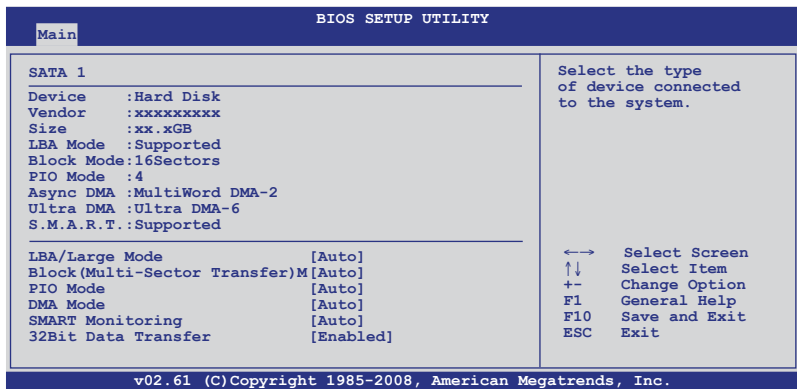 BIOS SETUP UTILITY
Main
SATA 1
Device :Hard Disk
Vendor :xxxxxxxxx
Size :xx.xGB
LBA Mode :Supported
Block Mode:16Sectors
PIO Mode :4
Async DMA :MultiWord DMA-2
Ultra DMA :Ultra DMA-6
S.M.A.R.T.:Supported
LBA/Large Mode [Auto]
Block(Multi-Sector Transfer)M[Auto]
PIO Mode [Auto]
DMA Mode [Auto]
SMART Monitoring [Auto]
32Bit Data Transfer [Enabled]
Select the type
of device connected
to the system.
←→ Select Screen
↑↓ Select Item
+- Change Option
F1 General Help
F10 Save and Exit
ESC Exit
v02.61 (C)Copyright 1985-2008, American Megatrends, Inc.